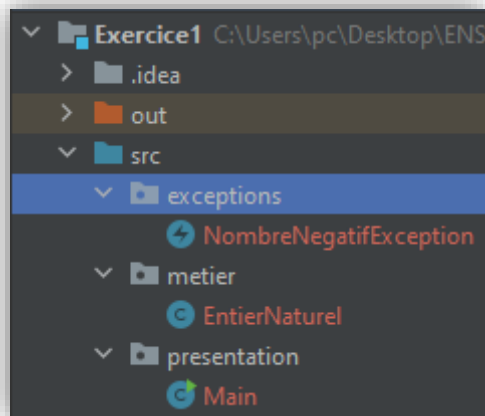 Exercice1 C:\Users\pc\Desktop\ENS
.idea
out
src
exceptions
NombreNegatifException
metier
EntierNaturel
presentation
Main